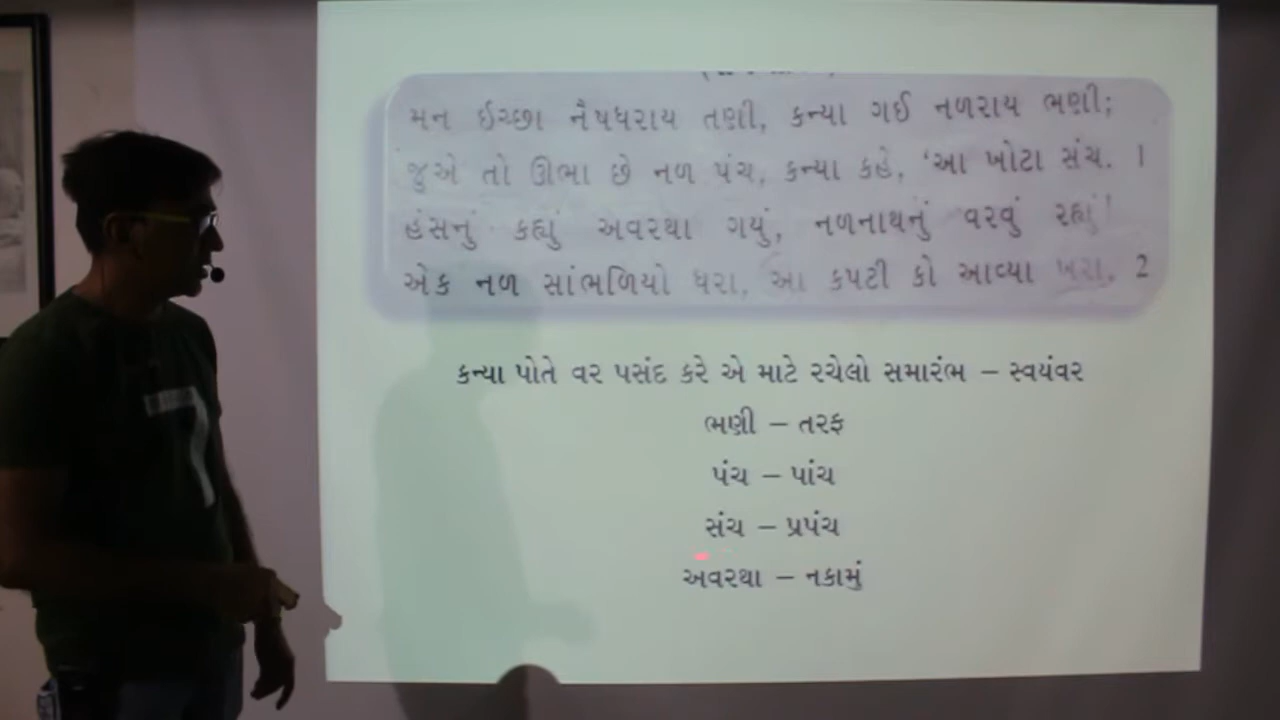 મન ઈચ્છા નૈષધરાય તણી, કન્યા ગઈ નળરાય ભણી;
જુએ તો ઊભા છે નળ પંચ, કન્યા કહે, 'આ ખોટા સંચ. 1
હંસનું કહ્યું અવરથા ગયું, નળનાથનું વરવું રહ્યું!
એક નળ સાંભળિયો ધરા, આ કપટી કો આવ્યા ખરા. 2
કન્યા પોતે વર પસંદ કરે એ માટે રચેલો સમારંભ – સ્વયંવર
ભણી – તરફ
પંચ – પાંચ
સંચ – પ્રપંચ
અવરથા – નકામું